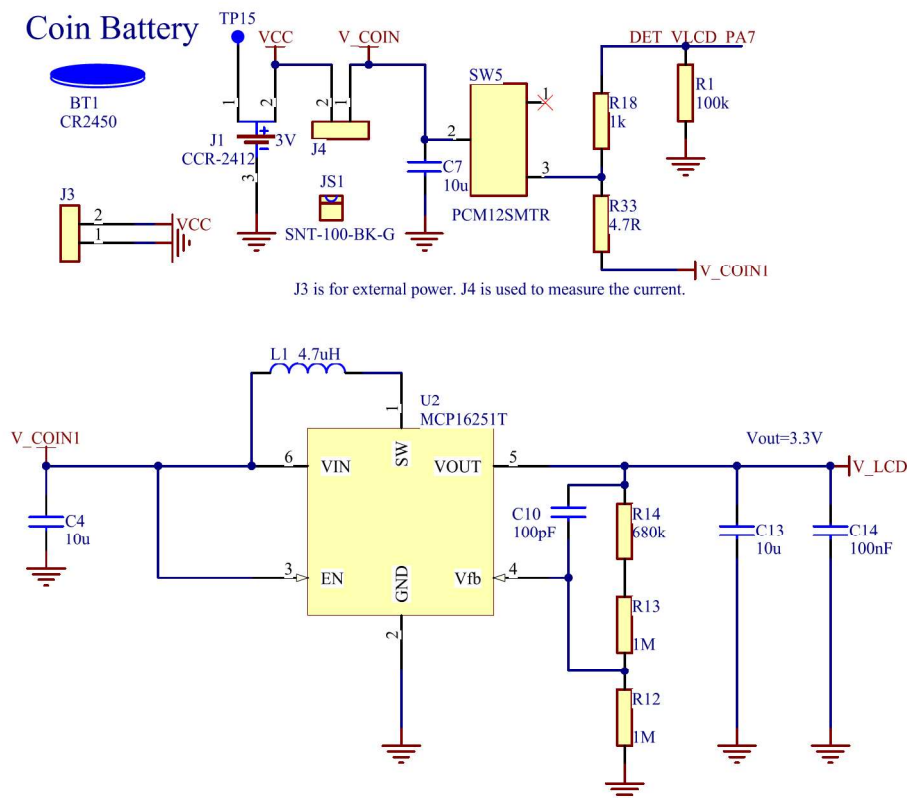 Coin Battery
TP15
VCC
V_COIN
DET_VLCD_PA7
BT1
CR2450
1
2
J1
CCR-2412
3V
3
2
1
J4
JS1
SNT-100-BK-G
C7
10u
SW5
1
2
3
PCM12SMTR
R18
1k
R1
100k
R33
4.7R
V_COIN1
J3
2
1
VCC
J3 is for external power. J4 is used to measure the current.
L1 4.7uH
U2
MCP16251T
V_COIN1
C4
10u
1
SW
6
VIN
VOUT
5
3
EN
GND
Vfb
4
2
C10
100pF
R14
680k
R13
1M
R12
1M
Vout=3.3V
V_LCD
C13
10u
C14
100nF